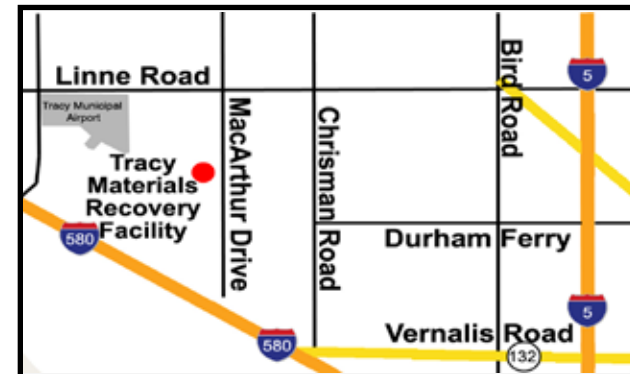 Linne Road
Tracy Municipal
Airport
Tracy
Materials
Recovery
Facility
MacArthur Drive
Chrisman Road
Bird Road
5
580
Durham Ferry
5
580
Vernalis Road
132